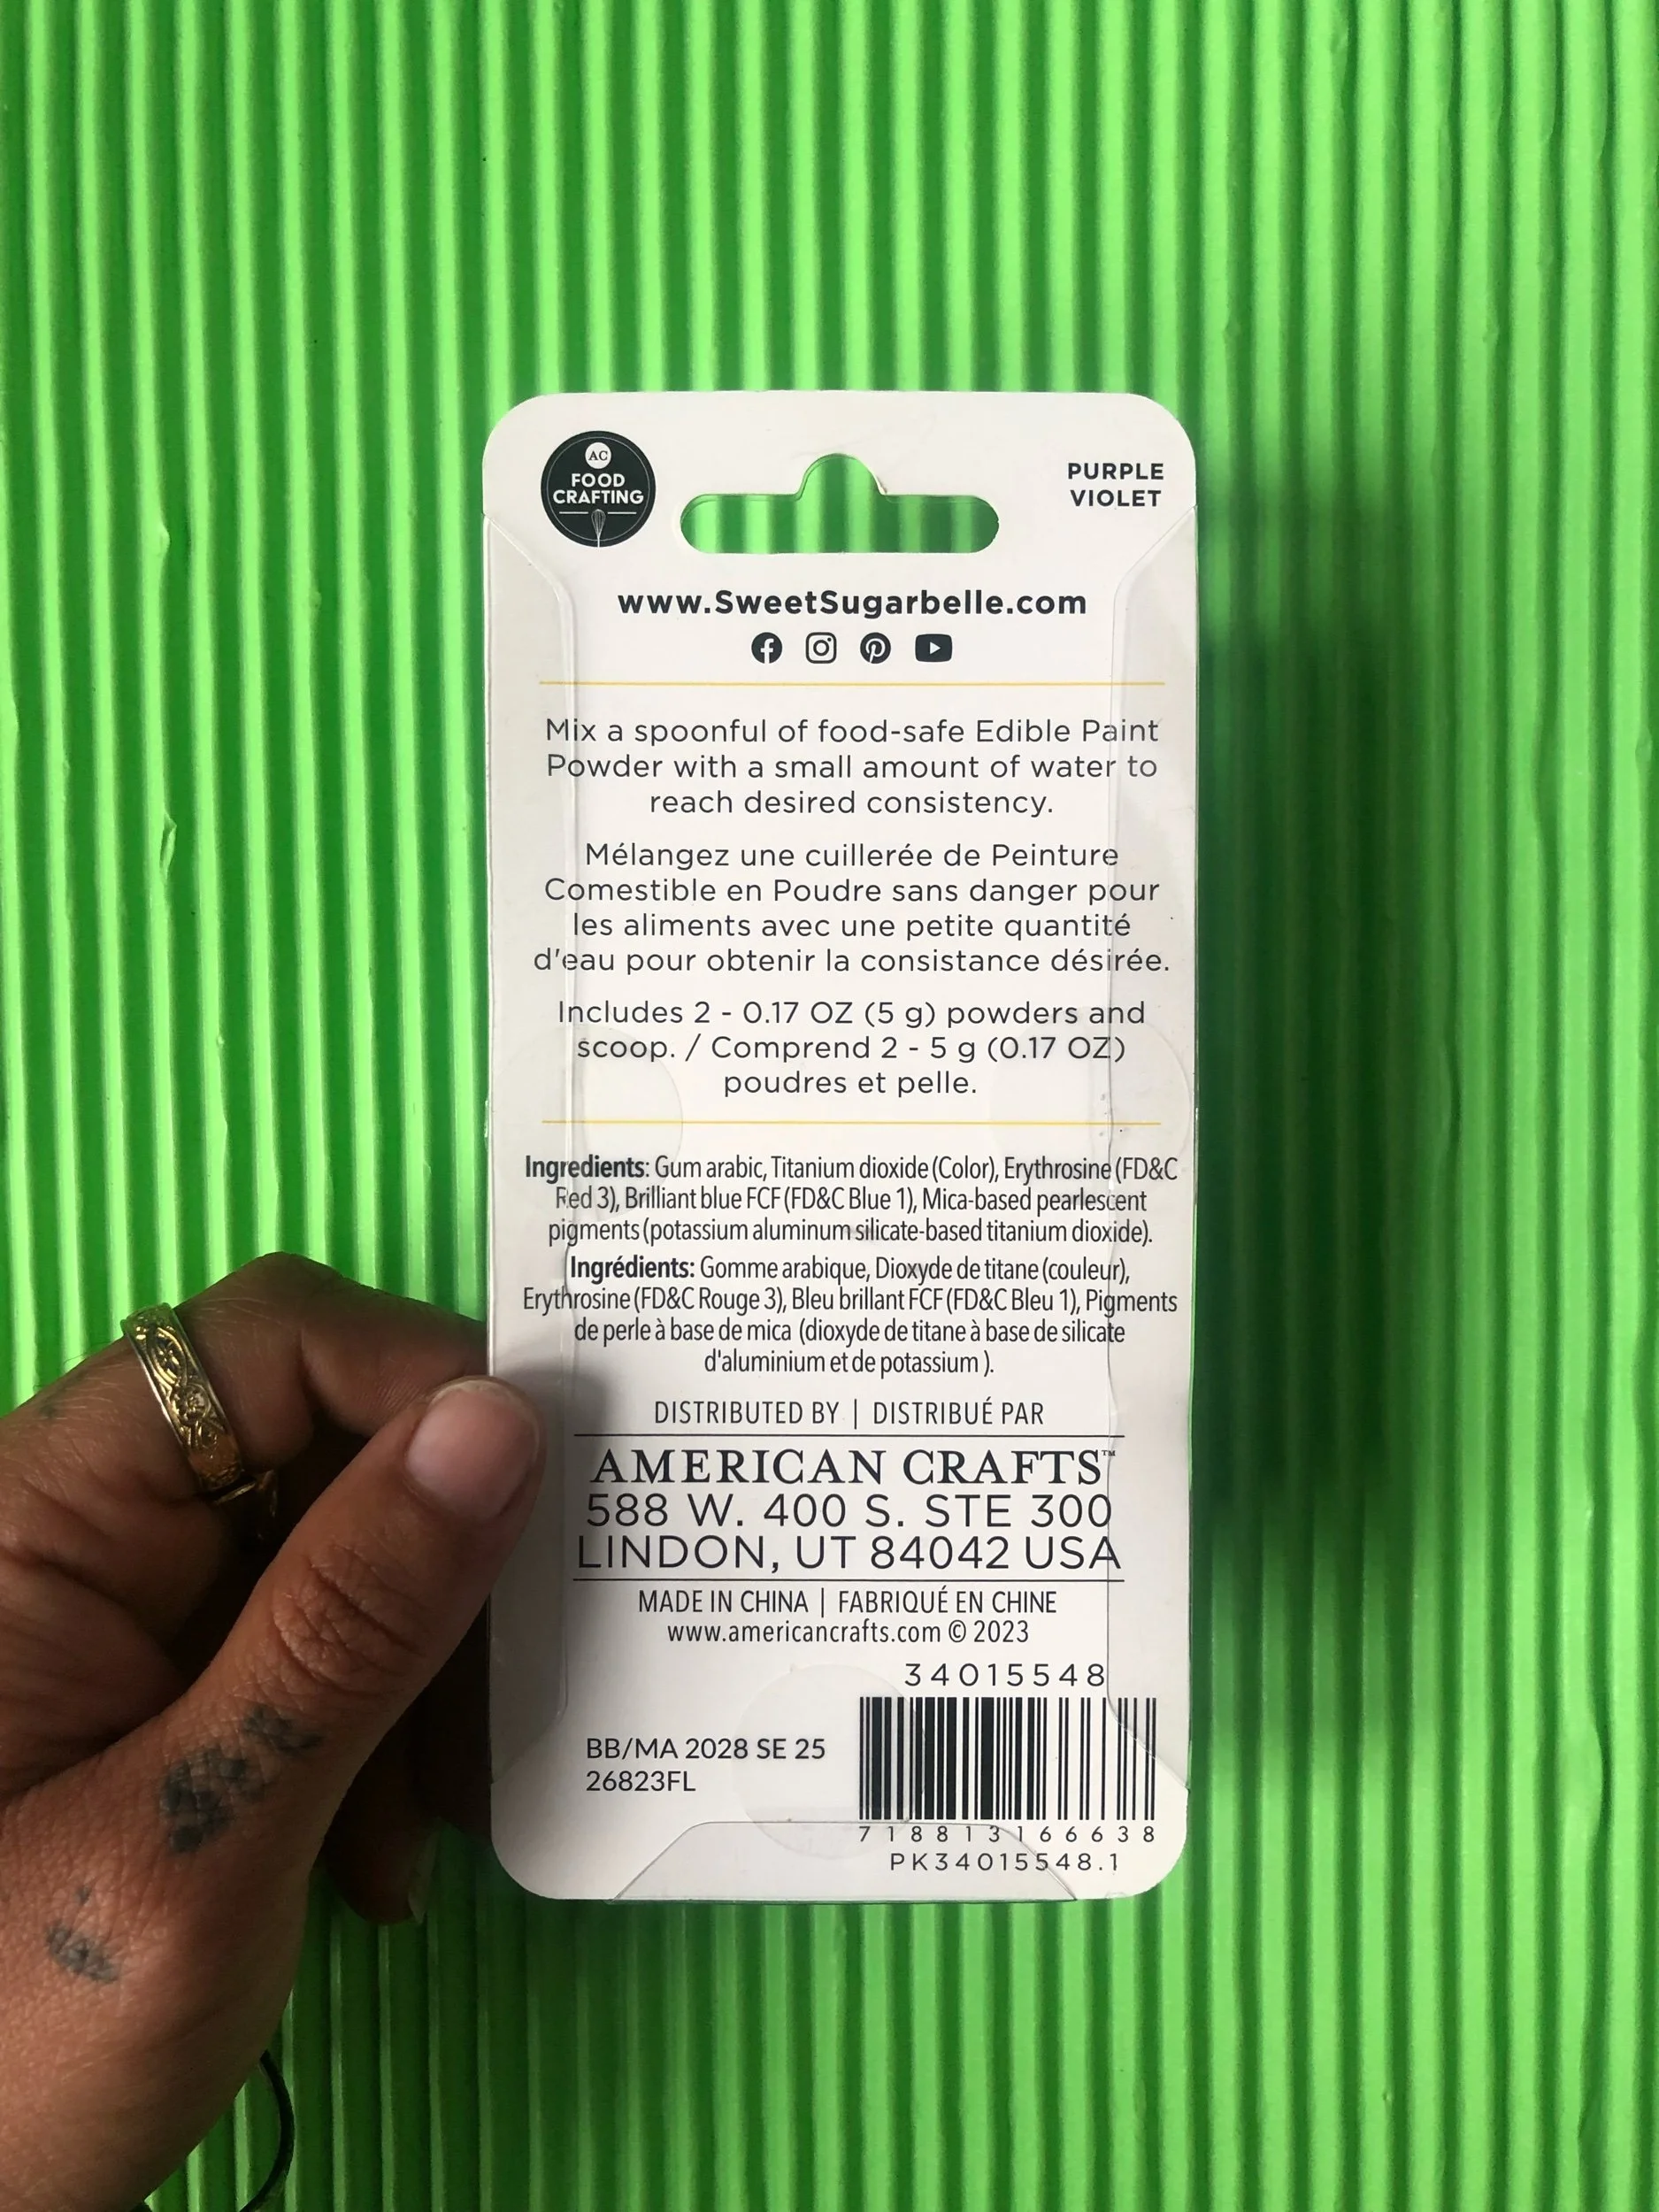 AC
FOOD
CRAFTING
PURPLE
VIOLET
www.SweetSugarbelle.com
Mix a spoonful of food-safe Edible Paint
Powder with a small amount of water to
reach desired consistency.
Mélangez une cuillerée de Peinture
Comestible en Poudre sans danger pour
les aliments avec une petite quantité
d'eau pour obtenir la consistance désirée.
Includes 2 - 0.17 OZ (5 g) powders and
scoop. / Comprend 2 - 5 g (0.17 OZ)
poudres et pelle.
Ingredients: Gum arabic, Titanium dioxide (Color), Erythrosine (FD&C
Red 3), Brilliant blue FCF (FD&C Blue 1), Mica-based pearlescent
pigments (potassium aluminum silicate-based titanium dioxide).
Ingrédients: Gomme arabique, Dioxyde de titane (couleur),
Erythrosine (FD&C Rouge 3), Bleu brillant FCF (FD&C Bleu 1), Pigments
de perle à base de mica (dioxyde de titane à base de silicate
d'aluminium et de potassium ).
DISTRIBUTED BY | DISTRIBUÉ PAR
AMERICAN CRAFTS™
588 W. 400 S. STE 300
LINDON, UT 84042 USA
MADE IN CHINA | FABRIQUÉ EN CHINE
www.americancrafts.com © 2023
34015548
BB/MA 2028 SE 25
26823FL
7 18813 16663 8
PK34015548.1